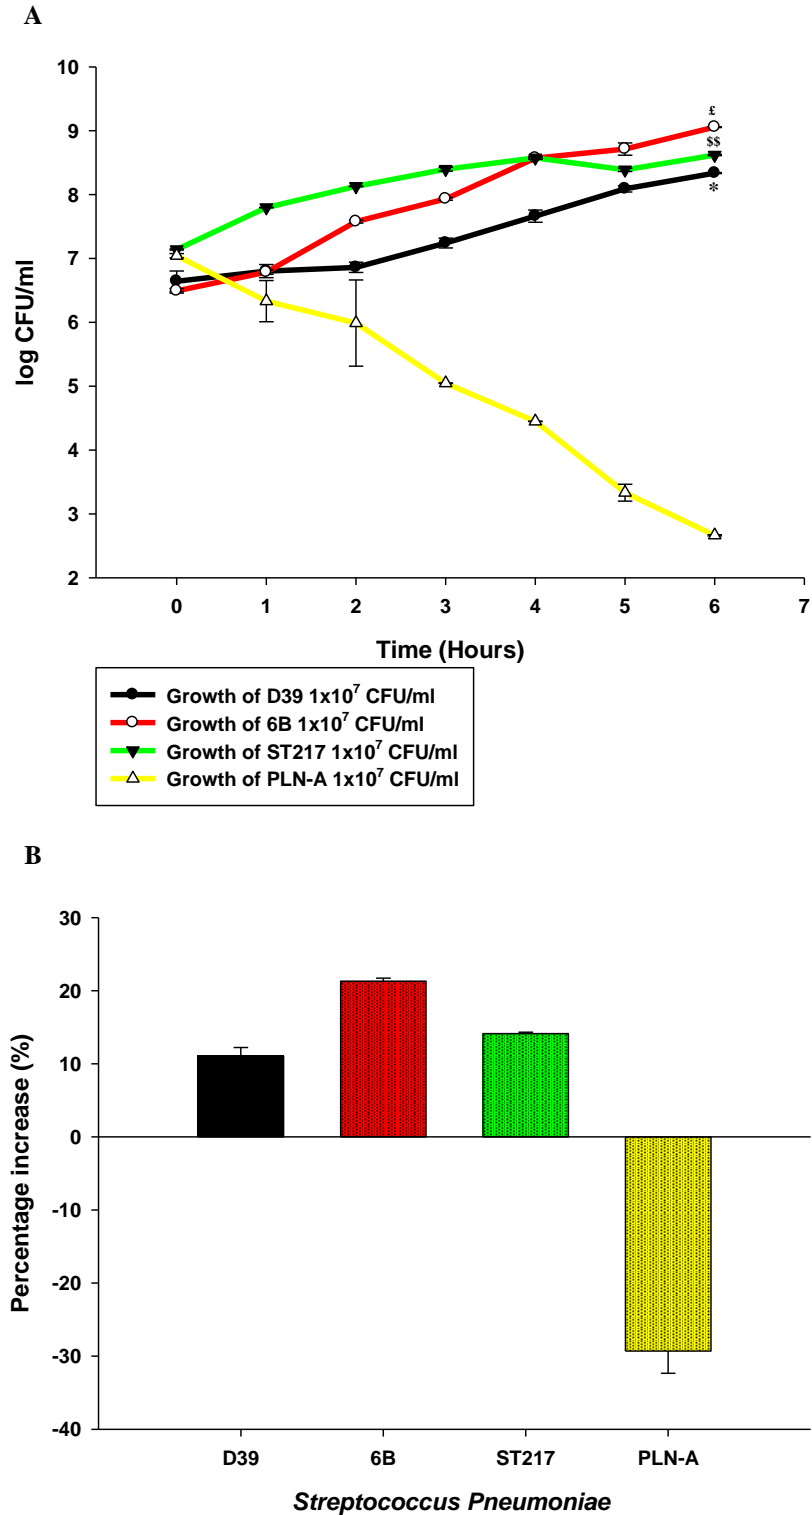 A
10
9
8
7
6
5
4
3
2
log CFU/ml
£
$$
*
0 1 2 3 4 5 6 7
Time (Hours)
Growth of D39 1x10⁷ CFU/ml
Growth of 6B 1x10⁷ CFU/ml
Growth of ST217 1x10⁷ CFU/ml
Growth of PLN-A 1x10⁷ CFU/ml
B
30
20
10
0
-10
-20
-30
-40
Percentage increase (%)
D39 6B ST217 PLN-A
Streptococcus Pneumoniae